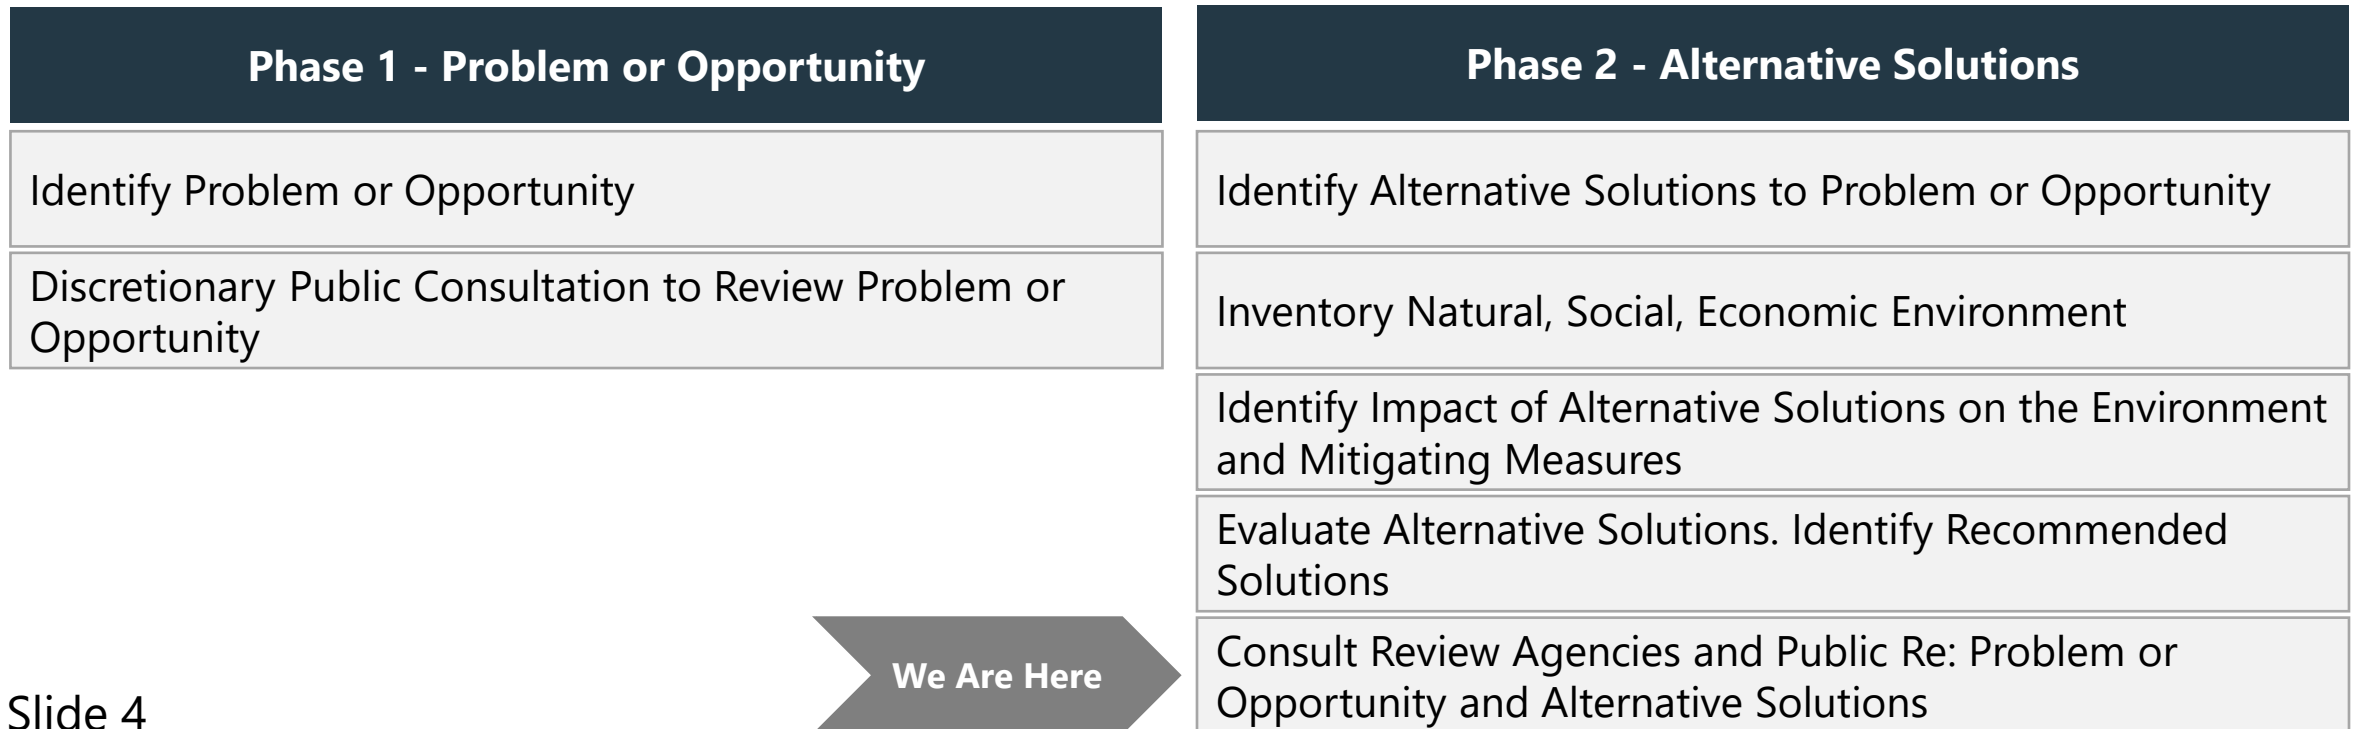 Phase 1 - Problem or Opportunity
Identify Problem or Opportunity
Discretionary Public Consultation to Review Problem or
Opportunity
Phase 2 - Alternative Solutions
Identify Alternative Solutions to Problem or Opportunity
Inventory Natural, Social, Economic Environment
Identify Impact of Alternative Solutions on the Environment
and Mitigating Measures
Evaluate Alternative Solutions. Identify Recommended
Solutions
We Are Here
Consult Review Agencies and Public Re: Problem or
Opportunity and Alternative Solutions
Slide 4